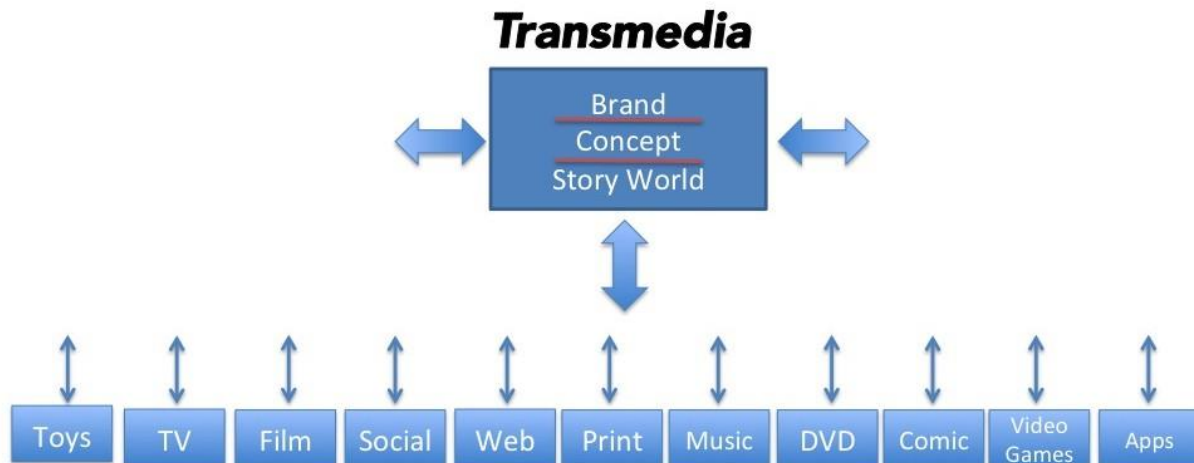 Transmedia
Brand
Concept
Story World
Toys
TV
Film
Social
Web
Print
Music
DVD
Comic
Video
Games
Apps